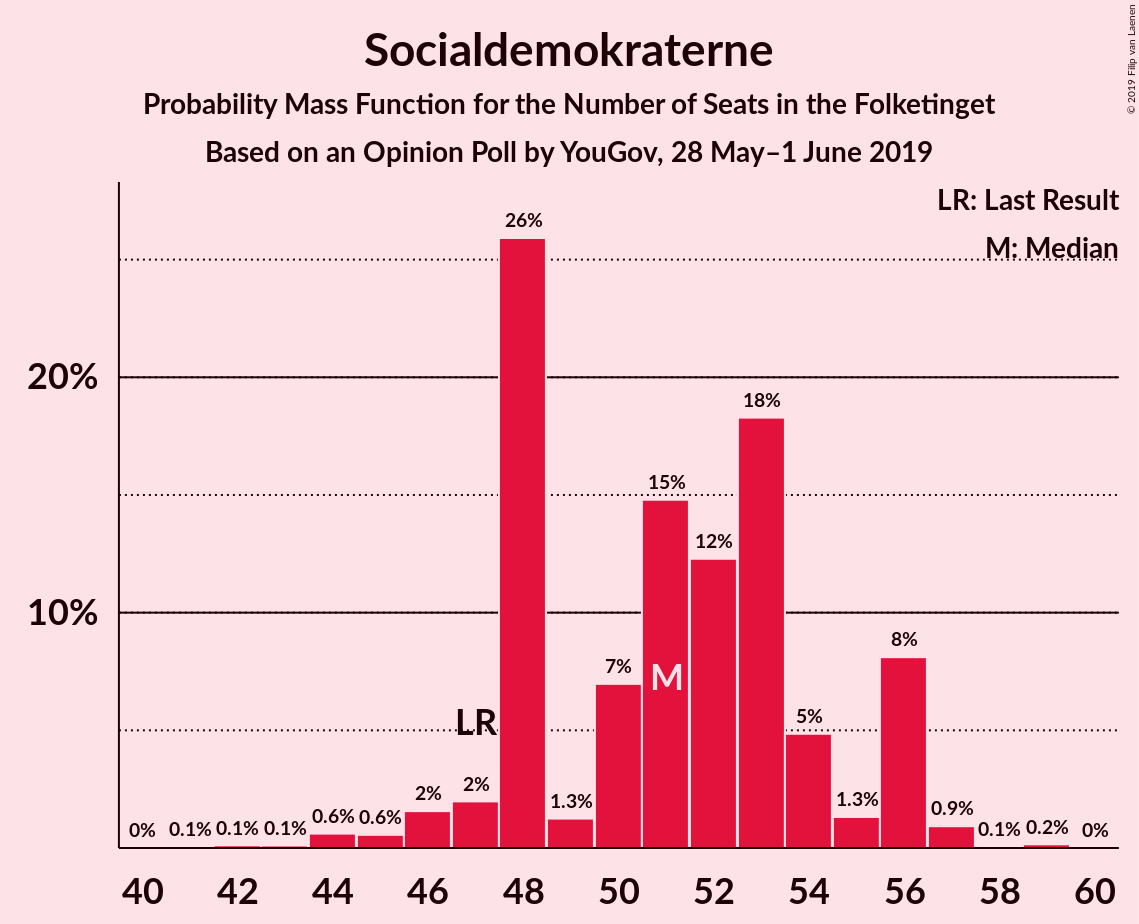 Socialdemokraterne
Probability Mass Function for the Number of Seats in the Folketinget
Based on an Opinion Poll by YouGov, 28 May–1 June 2019
© 2019 Filip van Laenen
LR: Last Result
M: Median
20%
10%
0%
0.1%
0.1%
0.1%
0.6%
0.6%
2%
2%
26%
1.3%
7%
15%
12%
18%
5%
1.3%
8%
0.9%
0.1%
0.2%
0%
LR
M
40 42 44 46 48 50 52 54 56 58 60